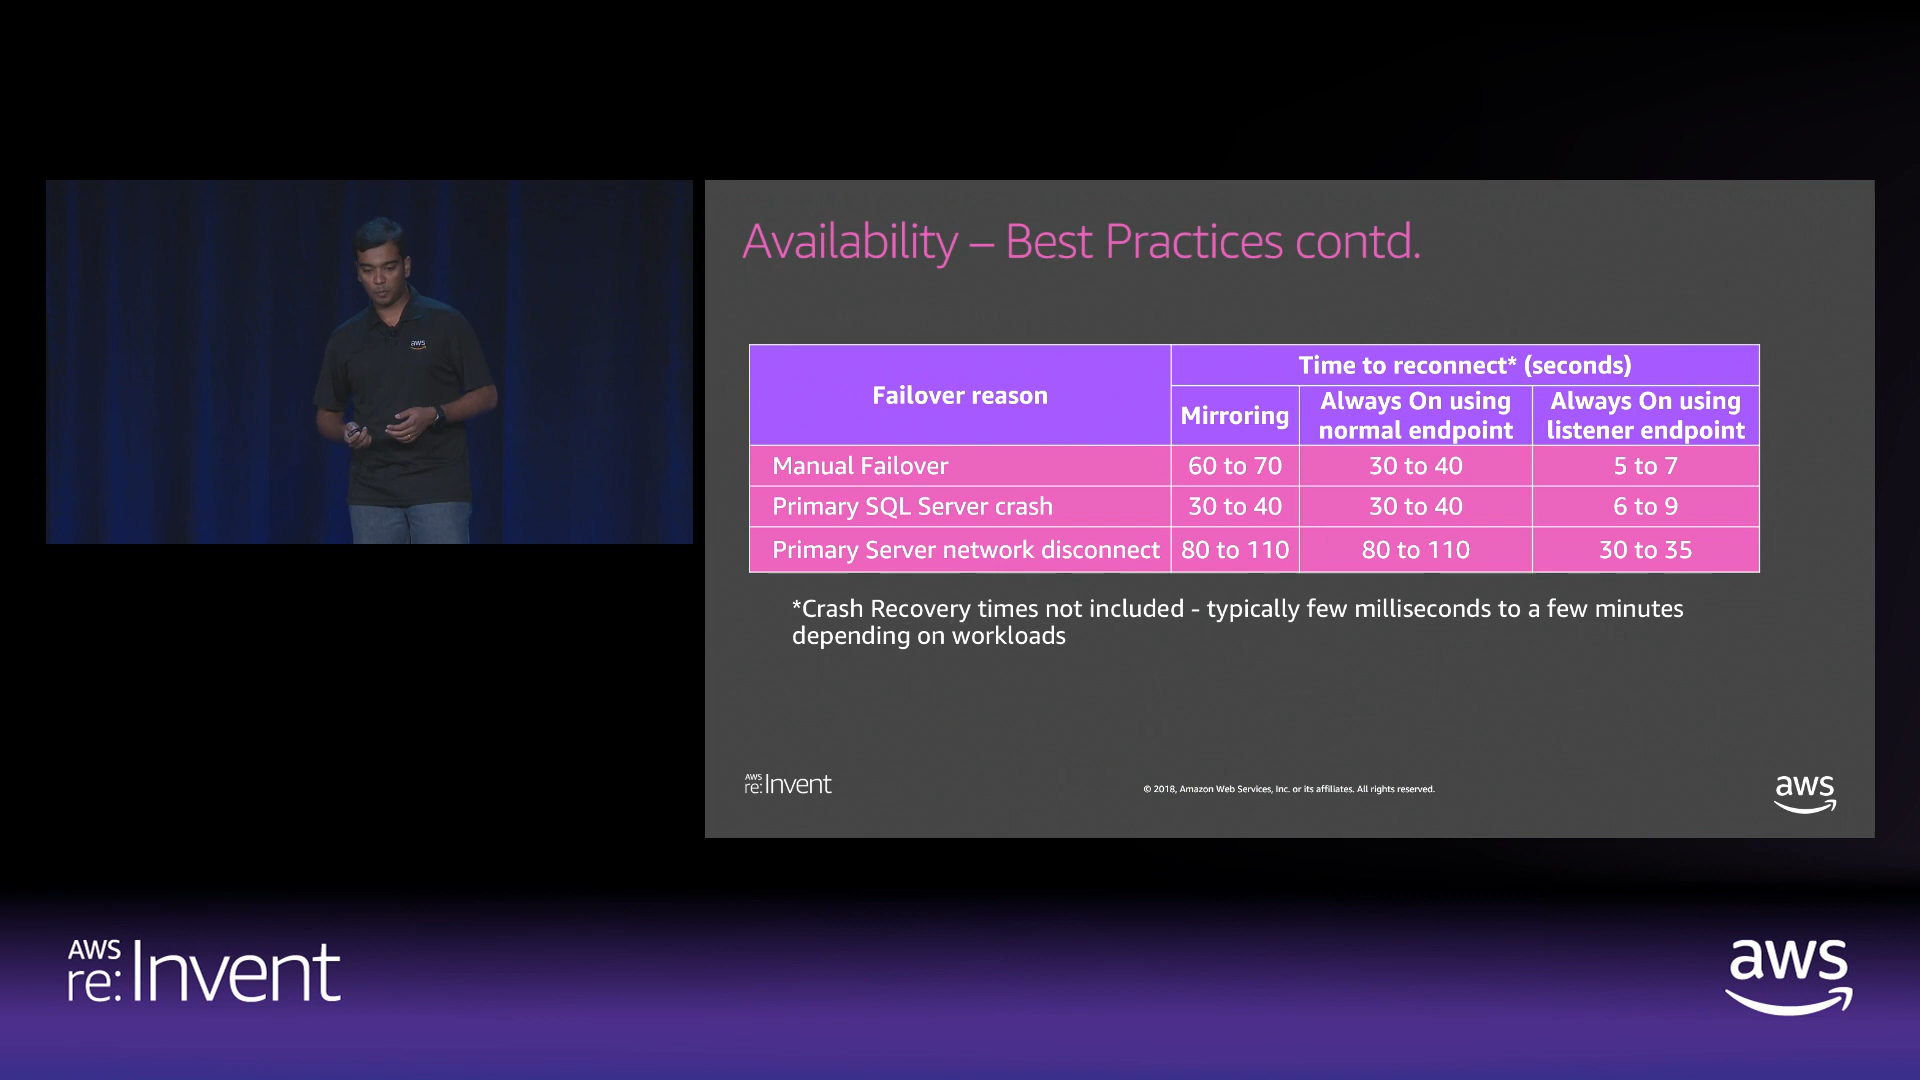 aws
Availability – Best Practices contd.
Failover reason
Time to reconnect* (seconds)
Mirroring
Always On using
normal endpoint
Always On using
listener endpoint
Manual Failover 60 to 70 30 to 40 5 to 7
Primary SQL Server crash 30 to 40 30 to 40 6 to 9
Primary Server network disconnect 80 to 110 80 to 110 30 to 35
*Crash Recovery times not included - typically few milliseconds to a few minutes
depending on workloads
AWS
re:Invent
© 2018, Amazon Web Services, Inc. or its affiliates. All rights reserved.
aws
AWS
re:Invent
aws